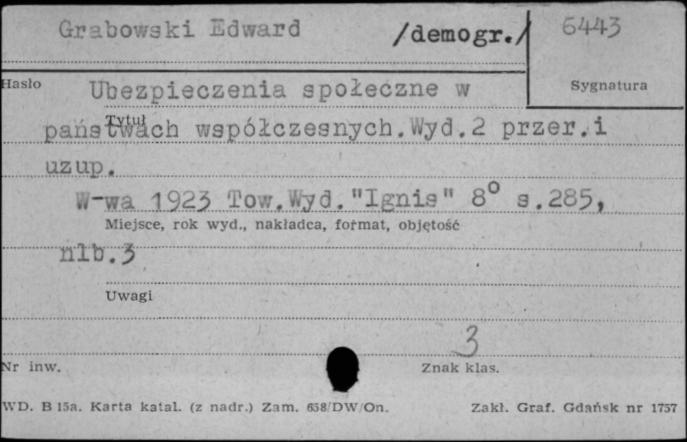 Grabowski Edward /demogr./ 6443
Hasło Sygnatura
Ubezpieczenia społeczne w
Tytuł
państwach współczesnych.Wyd.2 przer.i
uzup.
W-wa 1923 Tow.Wyd."Ignis" 8° s.285,
Miejsce, rok wyd., nakładca, format, objętość
nlb.3
Uwagi
3
Nr inw. Znak klas.
WD. B 15a. Karta katal. (z nadr.) Zam. 658/DW/On. Zakł. Graf. Gdańsk nr 1757